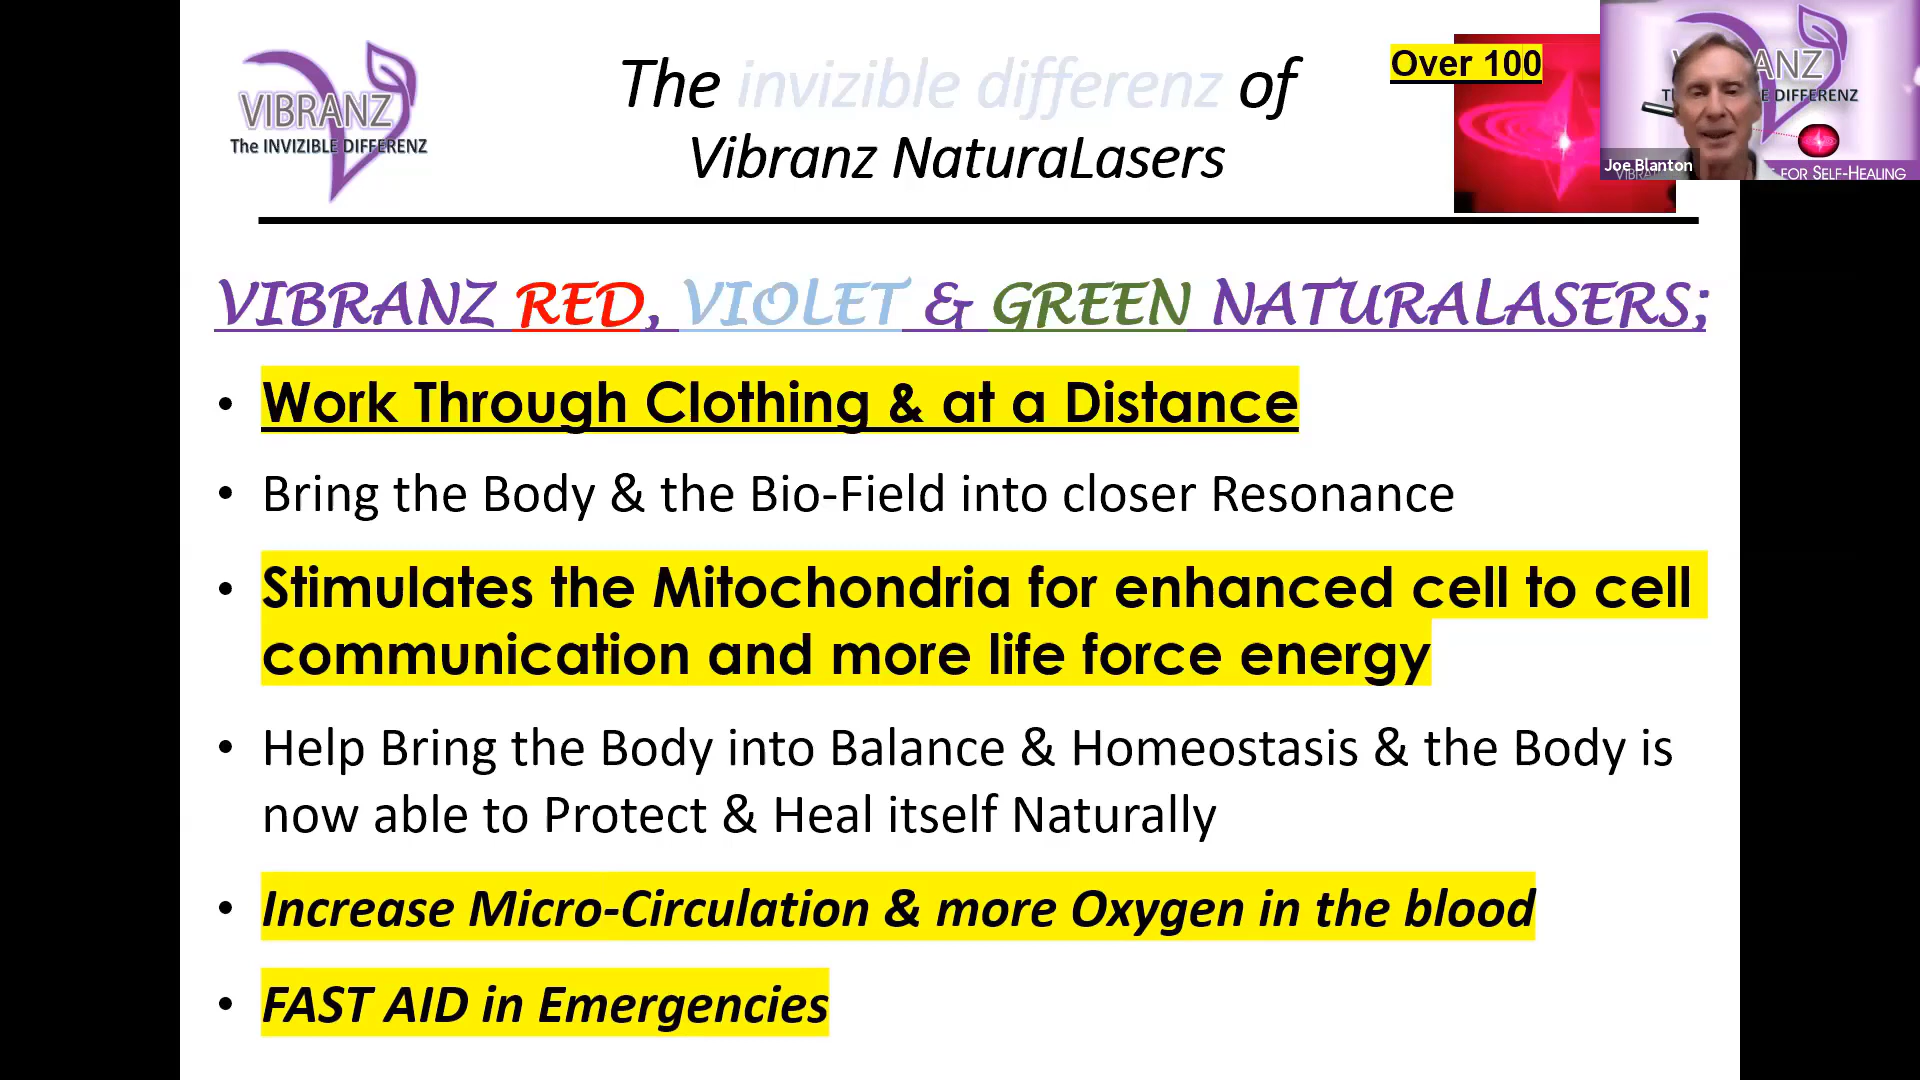 VIBRANZ
The INVIZIBLE DIFFERENZ
The invizible differenz of
Vibranz NaturaLasers
Over 100
ANZ
E DIFFERENZ
Joe Blanton
FOR SELF-HEALING
VIBRANZ RED, VIOLET & GREEN NATURALASERS;
• Work Through Clothing & at a Distance
• Bring the Body & the Bio-Field into closer Resonance
• Stimulates the Mitochondria for enhanced cell to cell
communication and more life force energy
• Help Bring the Body into Balance & Homeostasis & the Body is
now able to Protect & Heal itself Naturally
• Increase Micro-Circulation & more Oxygen in the blood
• FAST AID in Emergencies